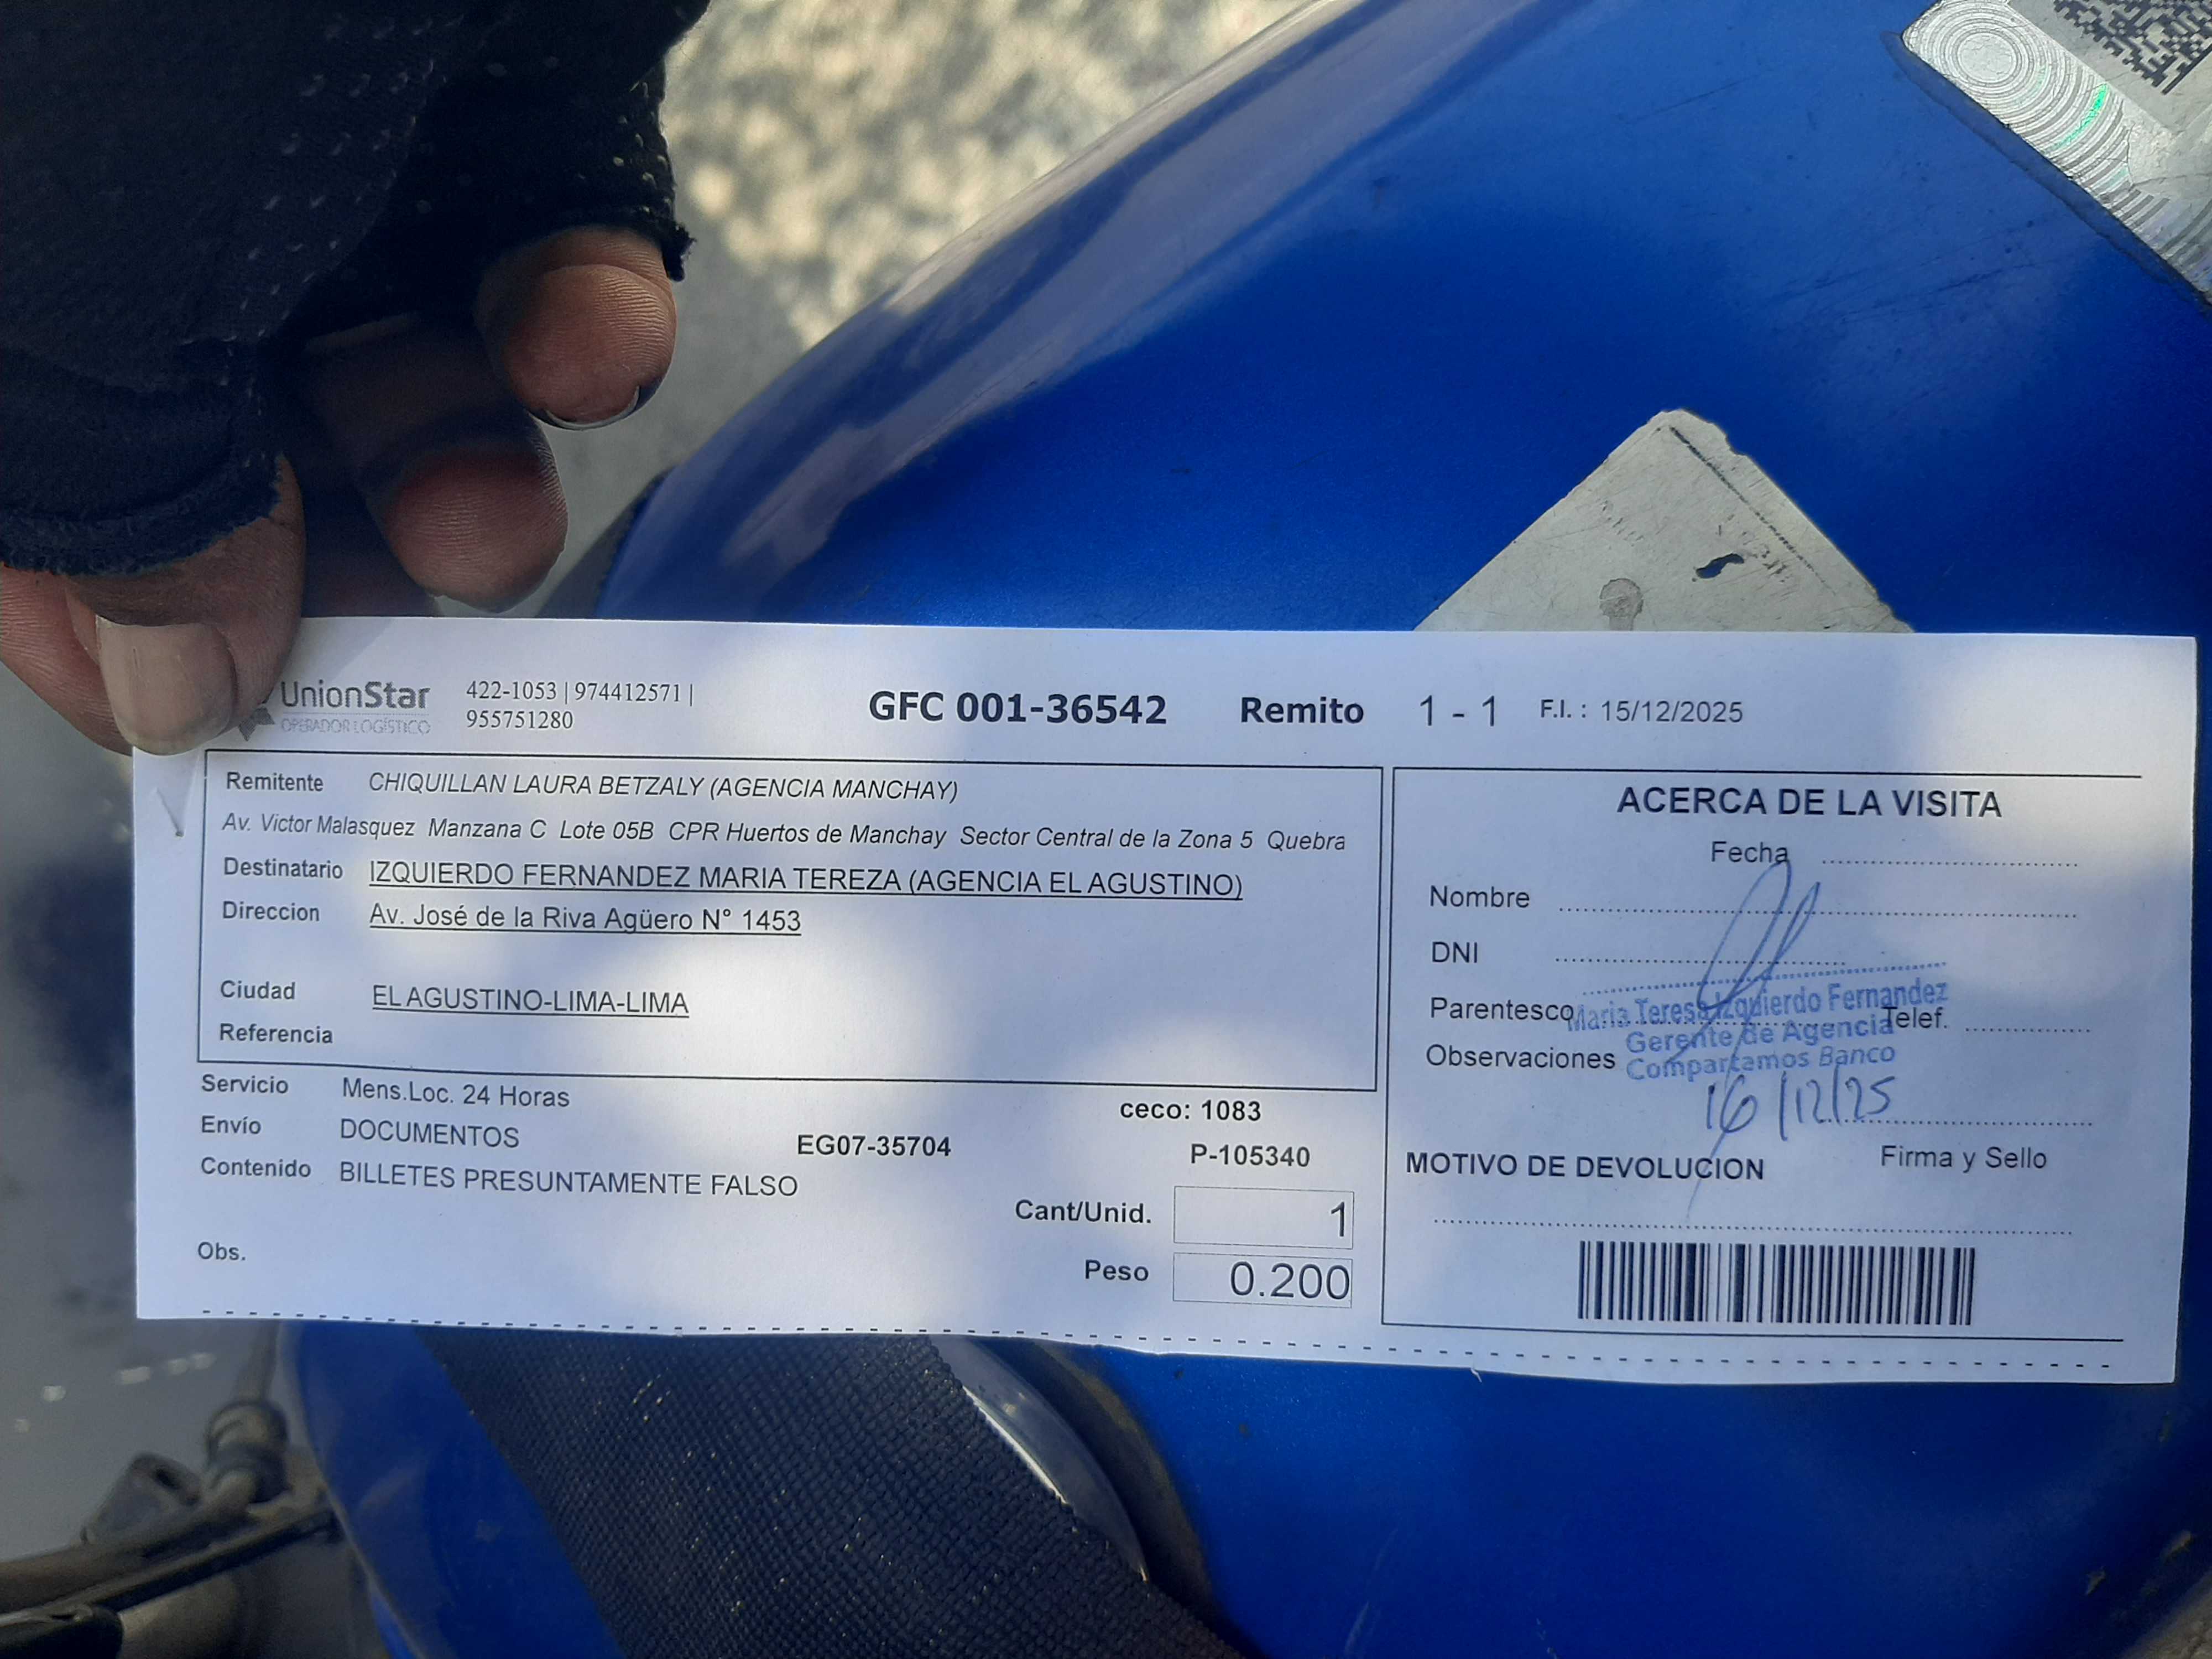 UnionStar
OPERADOR LOGÍSTICO
422-1053 | 974412571 |
955751280
GFC 001-36542 Remito 1 - 1 F.I. : 15/12/2025
Remitente CHIQUILLAN LAURA BETZALY (AGENCIA MANCHAY)
Av. Victor Malasquez Manzana C Lote 05B CPR Huertos de Manchay Sector Central de la Zona 5 Quebra
Destinatario IZQUIERDO FERNANDEZ MARIA TEREZA (AGENCIA EL AGUSTINO)
Direccion Av. José de la Riva Agüero N° 1453
Ciudad EL AGUSTINO-LIMA-LIMA
Referencia
Servicio Mens.Loc. 24 Horas
ceco: 1083
Envío DOCUMENTOS
EG07-35704 P-105340
Contenido BILLETES PRESUNTAMENTE FALSO
Cant/Unid. 1
Obs.
Peso 0.200
ACERCA DE LA VISITA
Fecha
Nombre
DNI
Parentesco Telef.
Observaciones
Maria Teresa Izquierdo Fernandez
Gerente de Agencia
Compartamos Banco
16/12/25
Firma y Sello
MOTIVO DE DEVOLUCION